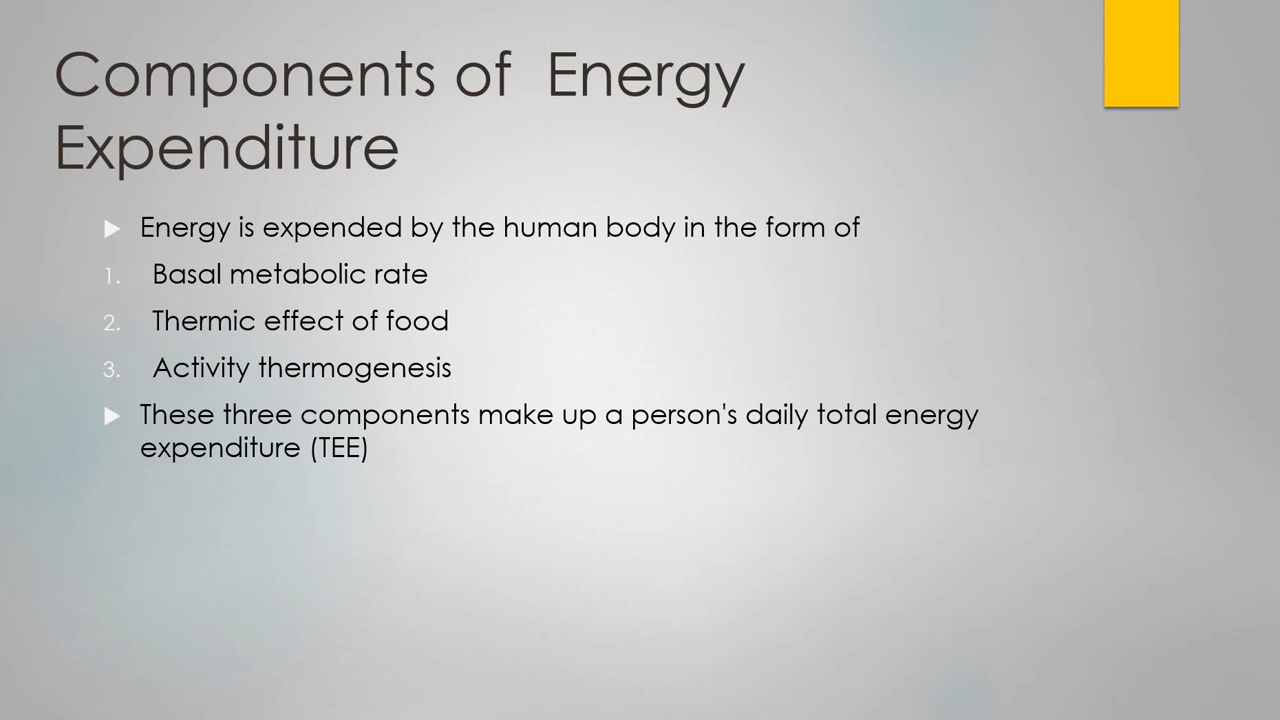 Components of  Energy
Expenditure
Energy is expended by the human body in the form of
1. Basal metabolic rate
2. Thermic effect of food
3. Activity thermogenesis
These three components make up a person's daily total energy
expenditure (TEE)